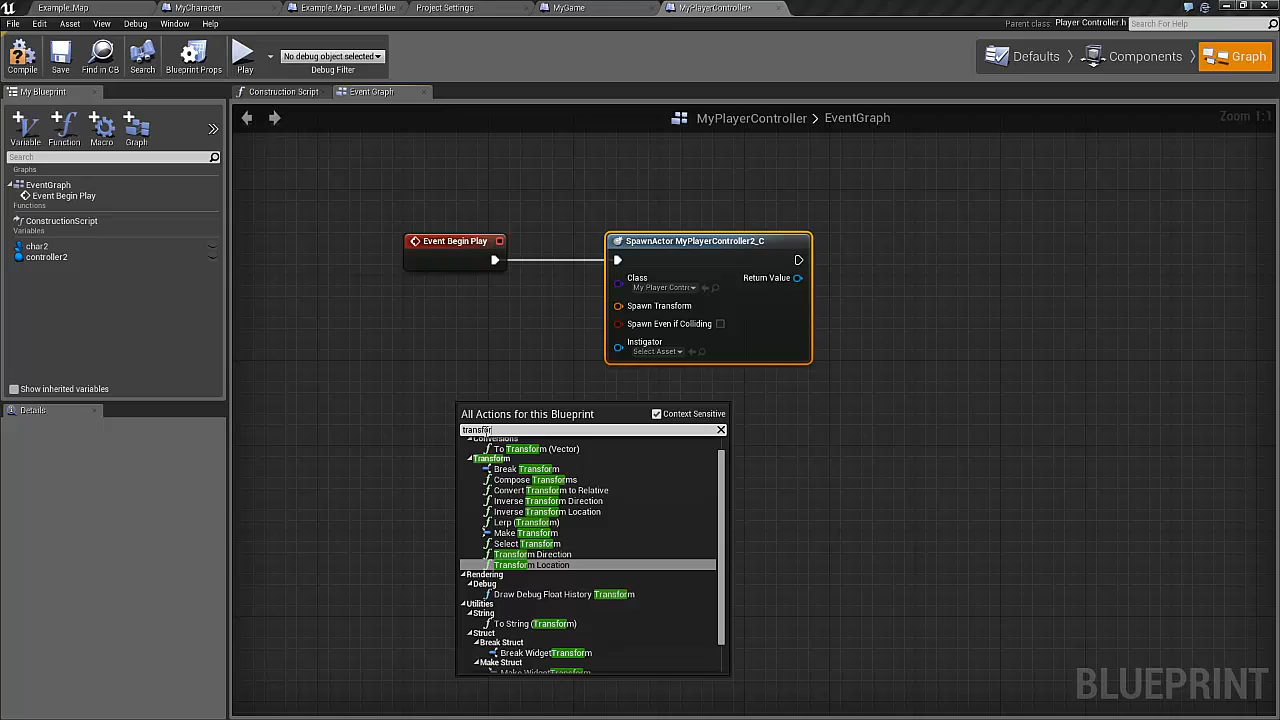 Example_Map
MyCharacter
Example_Map - Level Blue
Project Settings
MyGame
MyPlayerController*
File Edit Asset View Debug Window Help
Parent class: Player Controller.h
Search For Help
Compile
Save
Find in CB
Search
Blueprint Props
Play
No debug object selected
Debug Filter
Defaults
Components
Graph
My Blueprint
Construction Script
Event Graph
Variable
Function
Macro
Graph
MyPlayerController > EventGraph
Zoom 1:1
Search
Graphs
EventGraph
Event Begin Play
Functions
ConstructionScript
Variables
char2
controller2
Show inherited variables
Details
Event Begin Play
SpawnActor MyPlayerController2_C
Class
My Player Contr
Return Value
Spawn Transform
Spawn Even if Colliding
Instigator
Select Asset
All Actions for this Blueprint
Context Sensitive
transfor
Conversions
To Transform (Vector)
Transform
Break Transform
Compose Transforms
Convert Transform to Relative
Inverse Transform Direction
Inverse Transform Location
Lerp (Transform)
Make Transform
Select Transform
Transform Direction
Transform Location
Rendering
Debug
Draw Debug Float History Transform
Utilities
String
To String (Transform)
Struct
Break Struct
Break WidgetTransform
Make Struct
Make WidgetTransform
BLUEPRINT